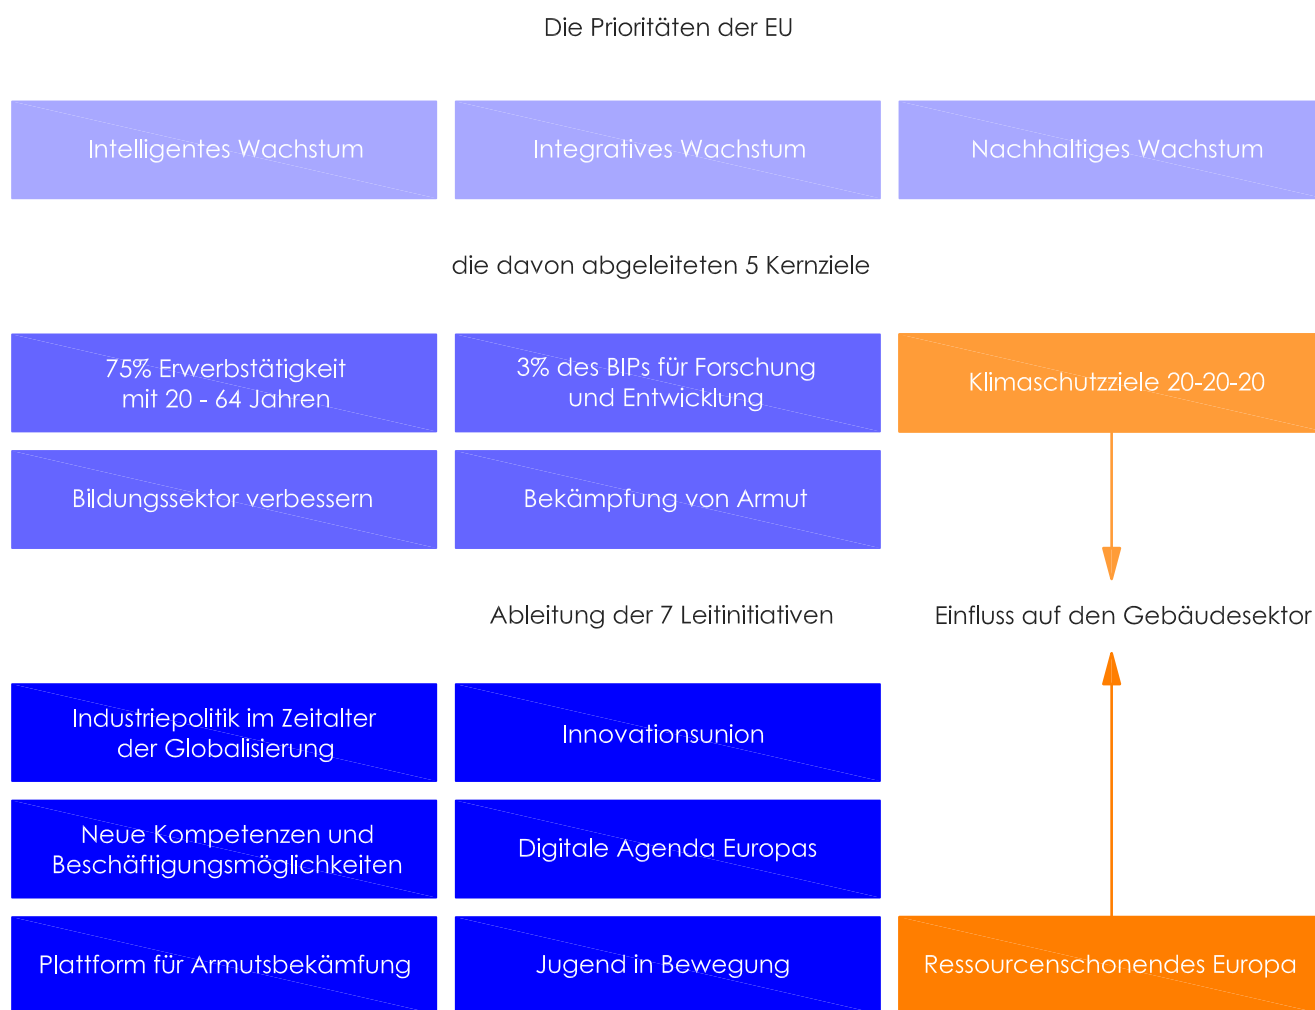 Die Prioritäten der EU
Intelligentes Wachstum
Integratives Wachstum
Nachhaltiges Wachstum
die davon abgeleiteten 5 Kernziele
75% Erwerbstätigkeit
mit 20 - 64 Jahren
3% des BIPs für Forschung
und Entwicklung
Klimaschutzziele 20-20-20
Bildungssektor verbessern
Bekämpfung von Armut
Ableitung der 7 Leitinitiativen
Einfluss auf den Gebäudesektor
Industriepolitik im Zeitalter
der Globalisierung
Innovationsunion
Neue Kompetenzen und
Beschäftigungsmöglichkeiten
Digitale Agenda Europas
Plattform für Armutsbekämfung
Jugend in Bewegung
Ressourcenschonendes Europa